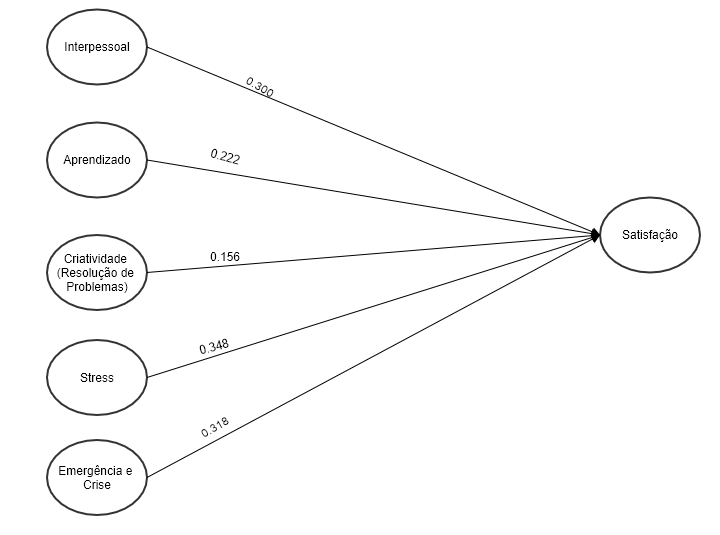 Interpessoal
0.300
Aprendizado
0.222
Criatividade
(Resolução de
Problemas)
0.156
Stress
0.348
Emergência e
Crise
0.318
Satisfação